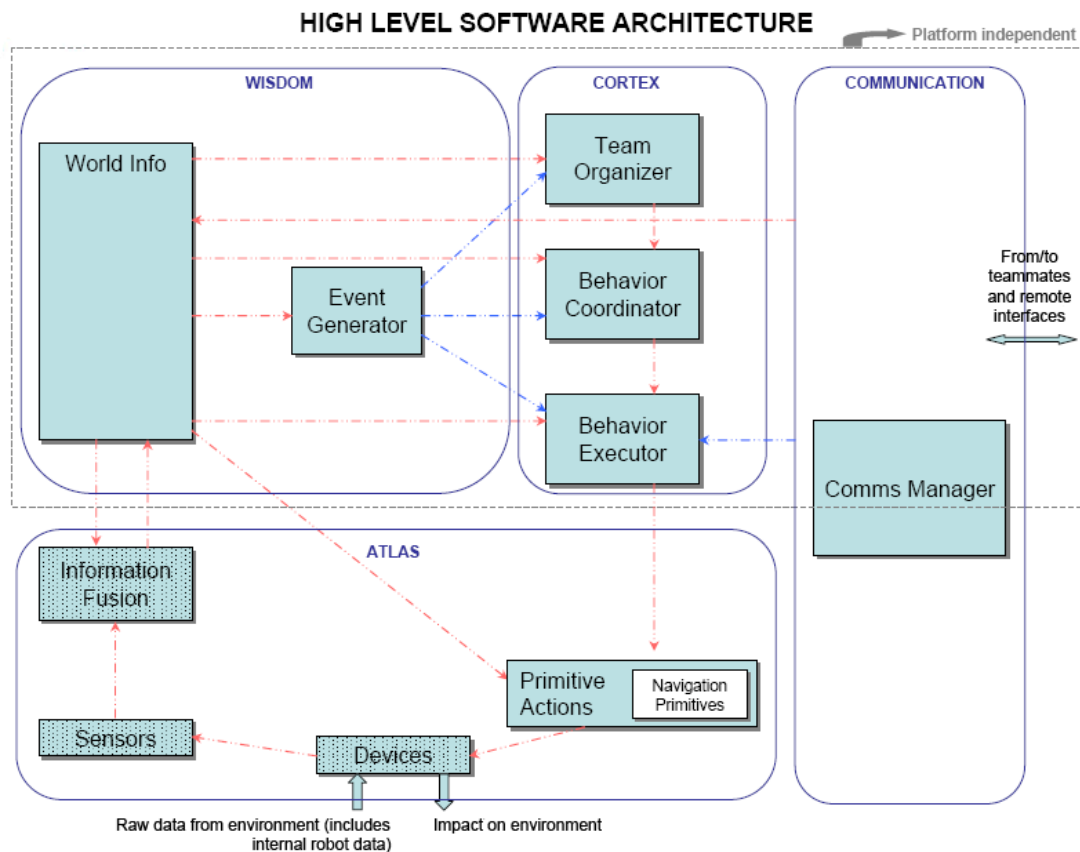 HIGH LEVEL SOFTWARE ARCHITECTURE
Platform independent
WISDOM
CORTEX
COMMUNICATION
World Info
Team
Organizer
Event
Generator
Behavior
Coordinator
From/to
teammates
and remote
interfaces
Behavior
Executor
Comms Manager
ATLAS
Information
Fusion
Primitive
Actions
Navigation
Primitives
Sensors
Devices
Raw data from environment (includes
internal robot data)
Impact on environment